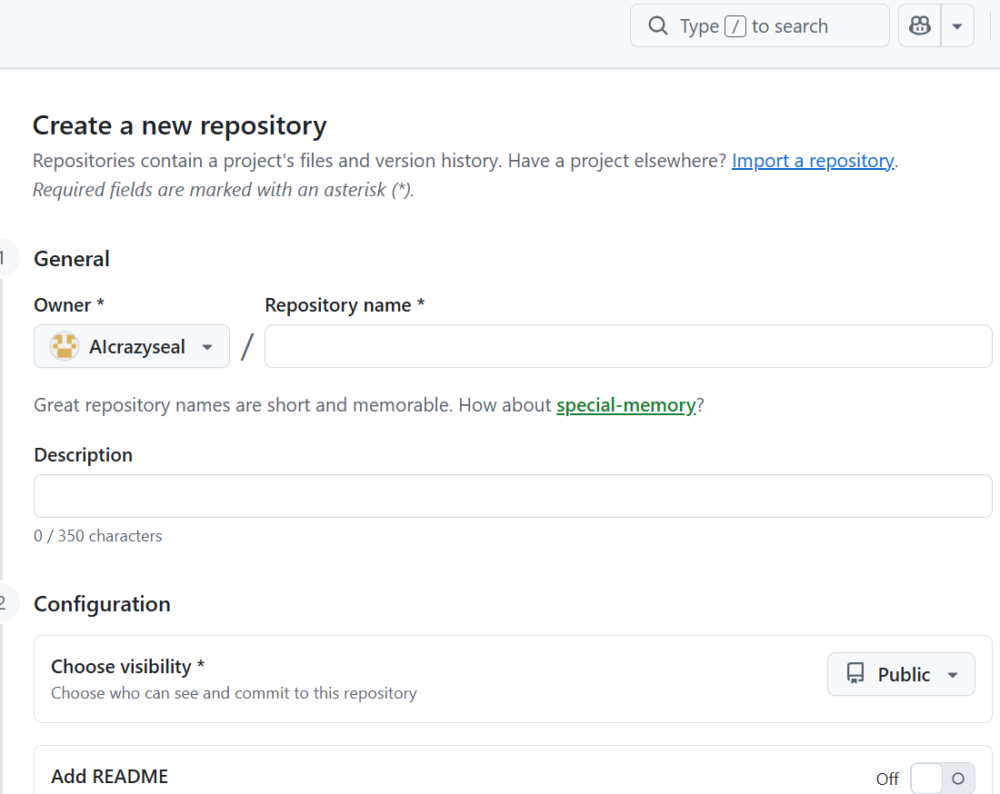 Type / to search
Create a new repository
Repositories contain a project's files and version history. Have a project elsewhere? Import a repository.
Required fields are marked with an asterisk (*).
1
General
Owner *
Repository name *
AIcrazyseal
/
Great repository names are short and memorable. How about special-memory?
Description
0 / 350 characters
2
Configuration
Choose visibility *
Choose who can see and commit to this repository
Public
Add README
Off